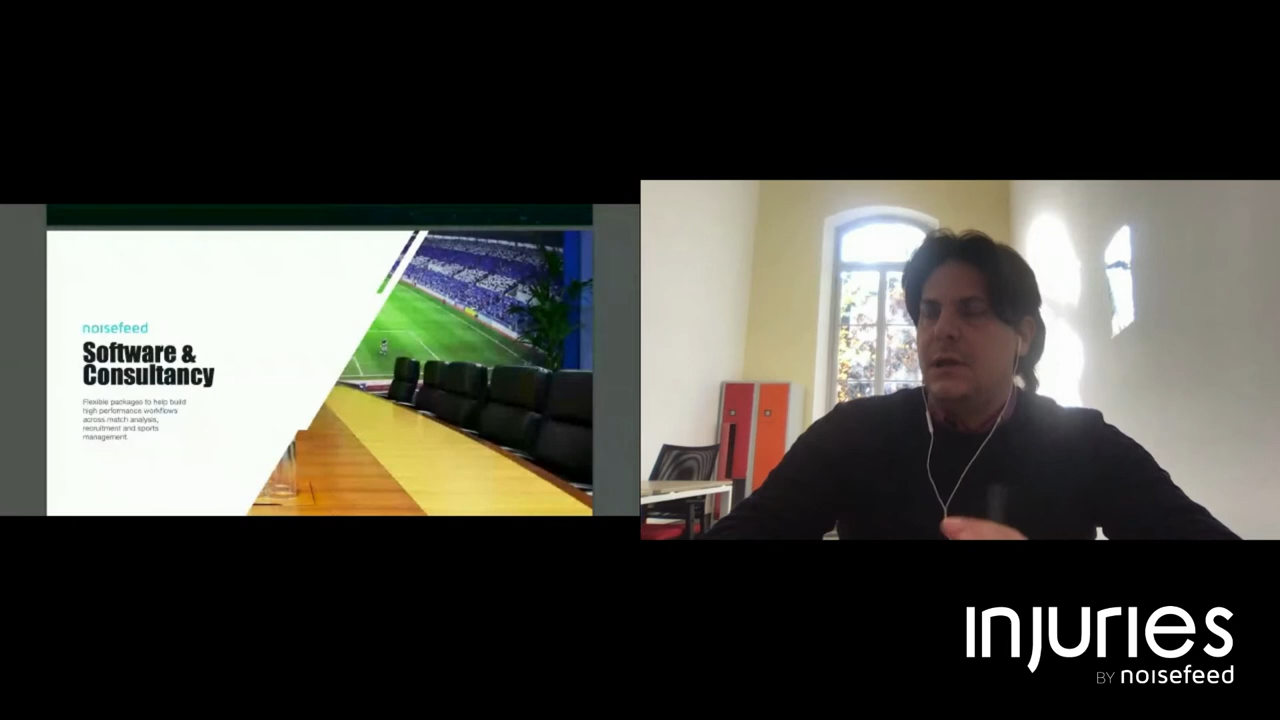 noisefeed
Software &
Consultancy
Flexible packages to help build
high performance workflows
across match analysis,
recruitment and sports
management.
injuries
BY noisefeed